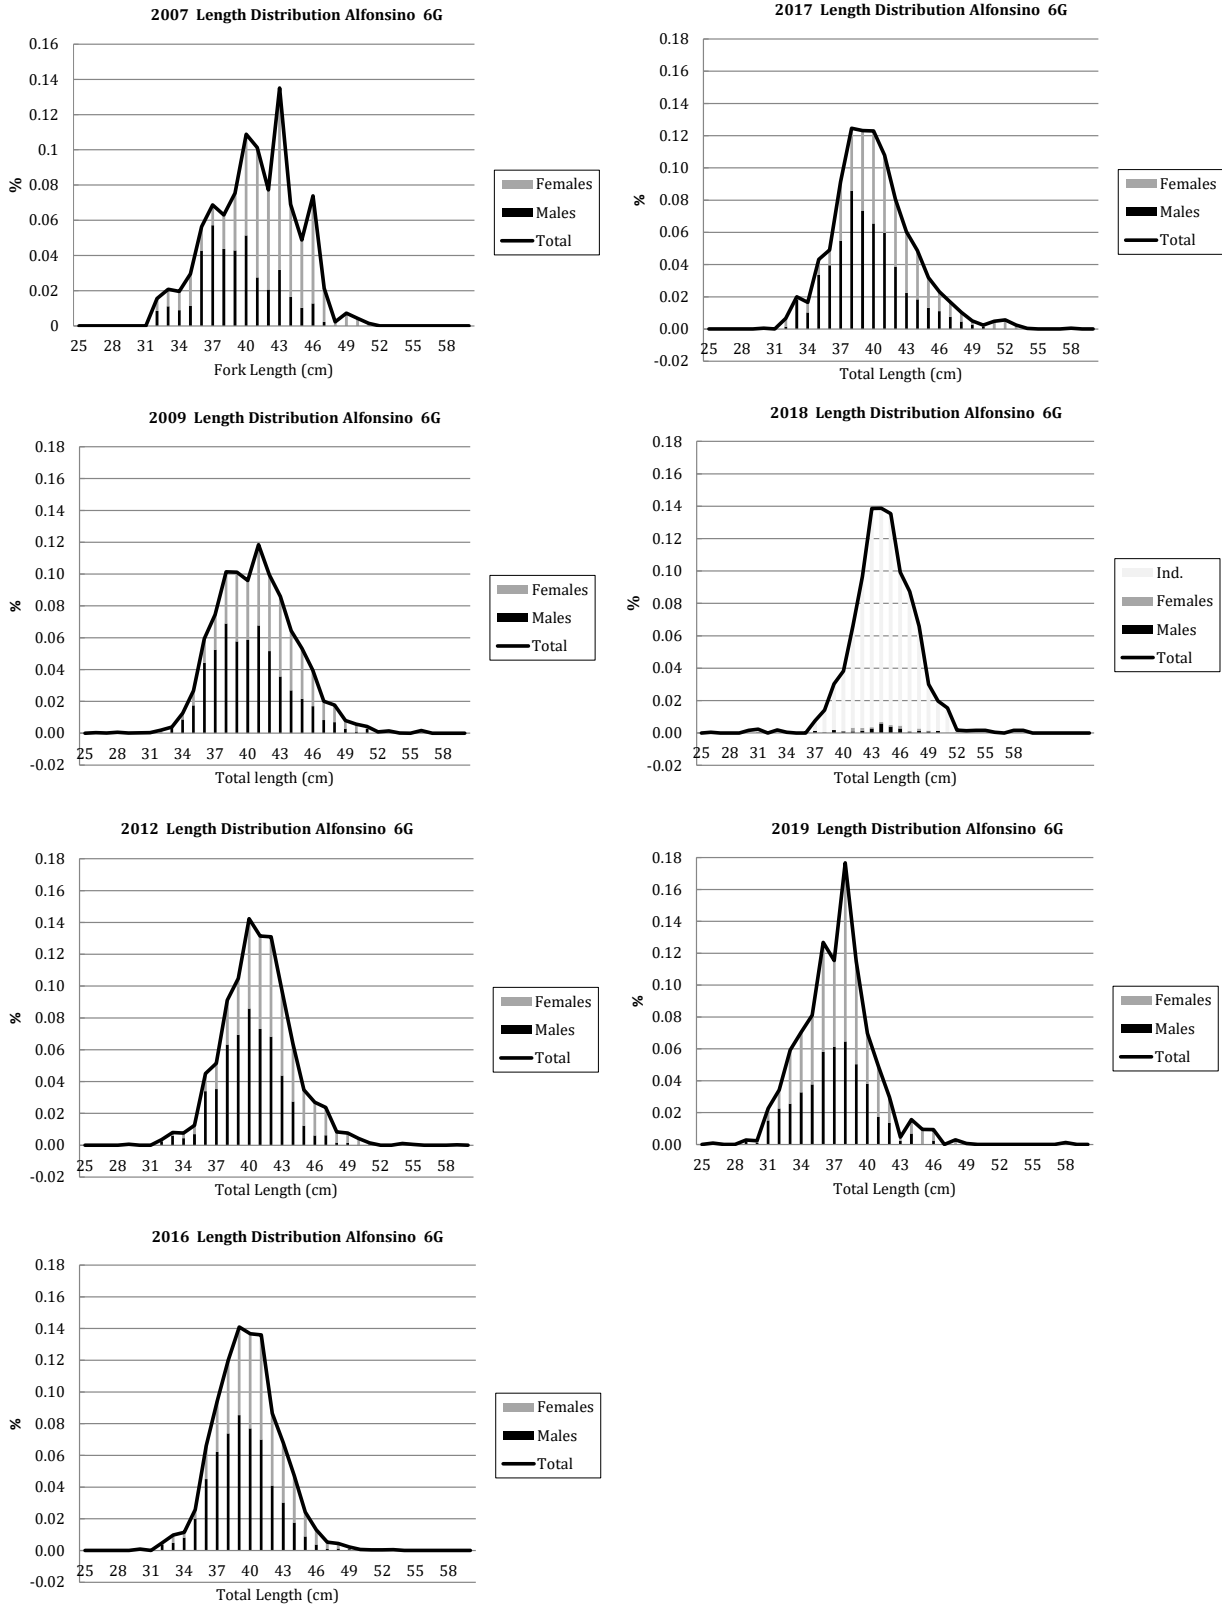 2007 Length Distribution Alfonsino 6G
0.16
0.14
0.12
0.1
0.08
0.06
0.04
0.02
0
%
25 28 31 34 37 40 43 46 49 52 55 58
Fork Length (cm)
Females
Males
Total
2009 Length Distribution Alfonsino 6G
0.18
0.16
0.14
0.12
0.10
0.08
0.06
0.04
0.02
0.00
-0.02
%
25 28 31 34 37 40 43 46 49 52 55 58
Total length (cm)
Females
Males
Total
2012 Length Distribution Alfonsino 6G
0.18
0.16
0.14
0.12
0.10
0.08
0.06
0.04
0.02
0.00
-0.02
%
25 28 31 34 37 40 43 46 49 52 55 58
Total Length (cm)
Females
Males
Total
2016 Length Distribution Alfonsino 6G
0.18
0.16
0.14
0.12
0.10
0.08
0.06
0.04
0.02
0.00
-0.02
%
25 28 31 34 37 40 43 46 49 52 55 58
Total Length (cm)
Females
Males
Total
2017 Length Distribution Alfonsino 6G
0.18
0.16
0.14
0.12
0.10
0.08
0.06
0.04
0.02
0.00
-0.02
%
25 28 31 34 37 40 43 46 49 52 55 58
Total Length (cm)
Females
Males
Total
2018 Length Distribution Alfonsino 6G
0.18
0.16
0.14
0.12
0.10
0.08
0.06
0.04
0.02
0.00
-0.02
%
25 28 31 34 37 40 43 46 49 52 55 58
Total Length (cm)
Ind.
Females
Males
Total
2019 Length Distribution Alfonsino 6G
0.18
0.16
0.14
0.12
0.10
0.08
0.06
0.04
0.02
0.00
-0.02
%
25 28 31 34 37 40 43 46 49 52 55 58
Total Length (cm)
Females
Males
Total